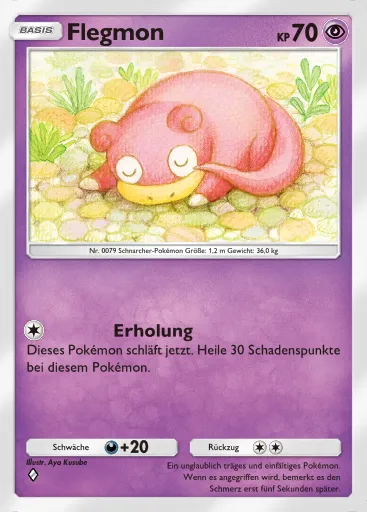 BASIS
Flegmon
KP 70
Nr. 0079 Schnarcher-Pokémon Größe: 1,2 m Gewicht: 36,0 kg
Erholung
Dieses Pokémon schläft jetzt. Heile 30 Schadenspunkte
bei diesem Pokémon.
Schwäche +20 Rückzug
Illustr. Aya Kusube
Ein unglaublich träges und einfältiges Pokémon.
Wenn es angegriffen wird, bemerkt es den
Schmerz erst fünf Sekunden später.